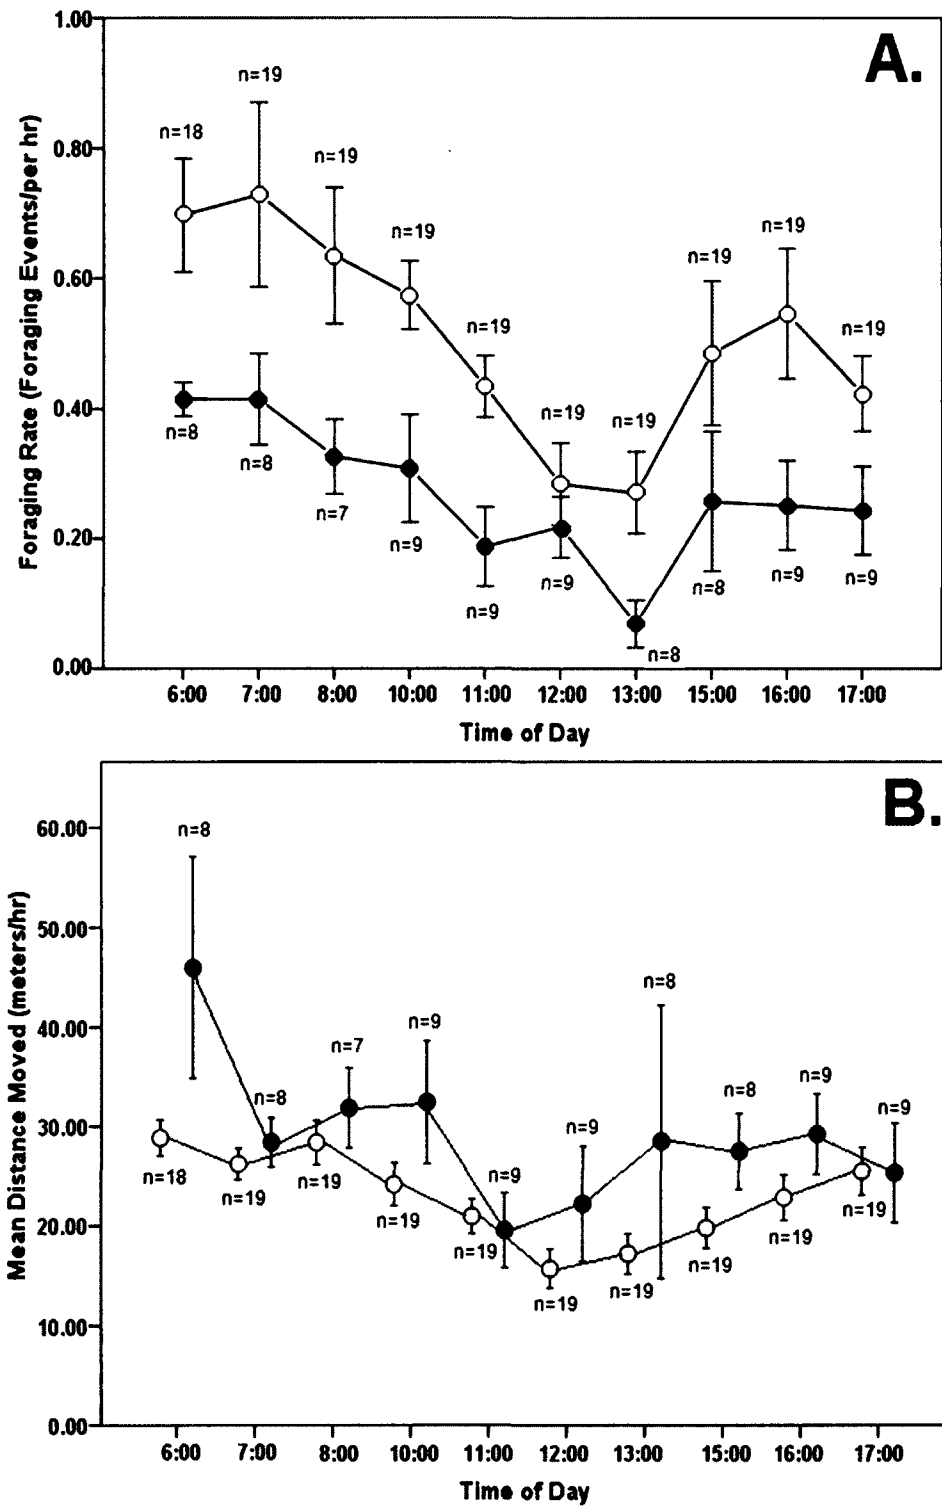 A.
Foraging Rate (Foraging Events/per hr)
1.00
0.80
0.60
0.40
0.20
0.00
n=18
n=19
n=19
n=19
n=19
n=19
n=19
n=19
n=19
n=19
n=8
n=8
n=7
n=9
n=9
n=9
n=8
n=8
n=9
n=9
6:00 7:00 8:00 10:00 11:00 12:00 13:00 15:00 16:00 17:00
Time of Day
B.
Mean Distance Moved (meters/hr)
60.00
50.00
40.00
30.00
20.00
10.00
0.00
n=8
n=8
n=7
n=9
n=9
n=9
n=8
n=8
n=9
n=9
n=18
n=19
n=19
n=19
n=19
n=19
n=19
n=19
n=19
n=19
6:00 7:00 8:00 10:00 11:00 12:00 13:00 15:00 16:00 17:00
Time of Day